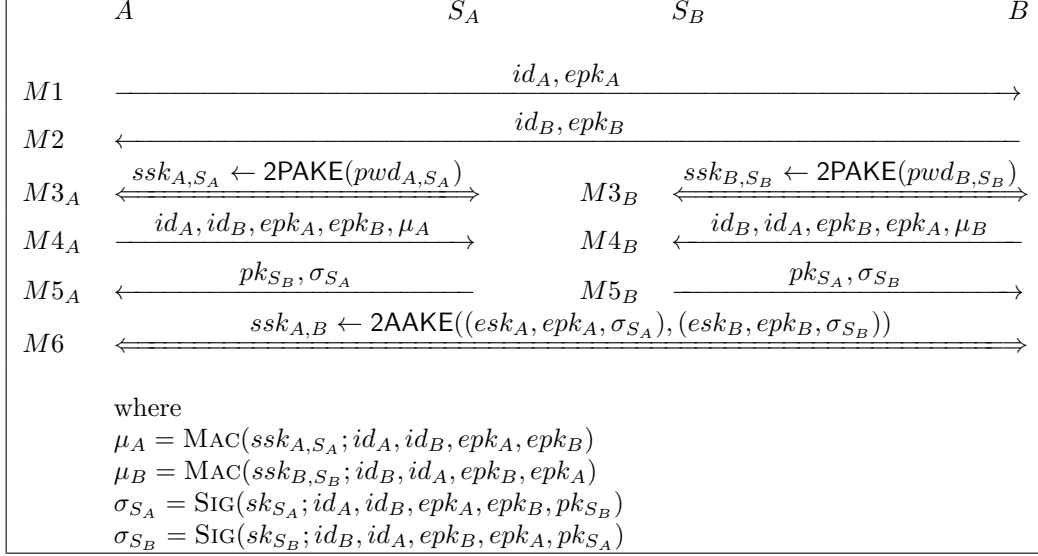 A S_A S_B B
M1 id_A, epk_A
M2 id_B, epk_B
M3_A ssk_{A,S_A} ← 2PAKE(pwd_{A,S_A}) M3_B ssk_{B,S_B} ← 2PAKE(pwd_{B,S_B})
M4_A id_A, id_B, epk_A, epk_B, μ_A M4_B id_B, id_A, epk_B, epk_A, μ_B
M5_A pk_{S_B}, σ_{S_A} M5_B pk_{S_A}, σ_{S_B}
M6 ssk_{A,B} ← 2AAKE((esk_A, epk_A, σ_{S_A}), (esk_B, epk_B, σ_{S_B}))
where
μ_A = MAC(ssk_{A,S_A}; id_A, id_B, epk_A, epk_B)
μ_B = MAC(ssk_{B,S_B}; id_B, id_A, epk_B, epk_A)
σ_{S_A} = SIG(sk_{S_A}; id_A, id_B, epk_A, epk_B, pk_{S_B})
σ_{S_B} = SIG(sk_{S_B}; id_B, id_A, epk_B, epk_A, pk_{S_A})